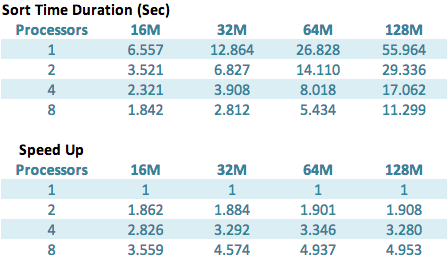 Sort Time Duration (Sec)
Processors 16M 32M 64M 128M
1 6.557 12.864 26.828 55.964
2 3.521 6.827 14.110 29.336
4 2.321 3.908 8.018 17.062
8 1.842 2.812 5.434 11.299
Speed Up
Processors 16M 32M 64M 128M
1 1 1 1 1
2 1.862 1.884 1.901 1.908
4 2.826 3.292 3.346 3.280
8 3.559 4.574 4.937 4.953